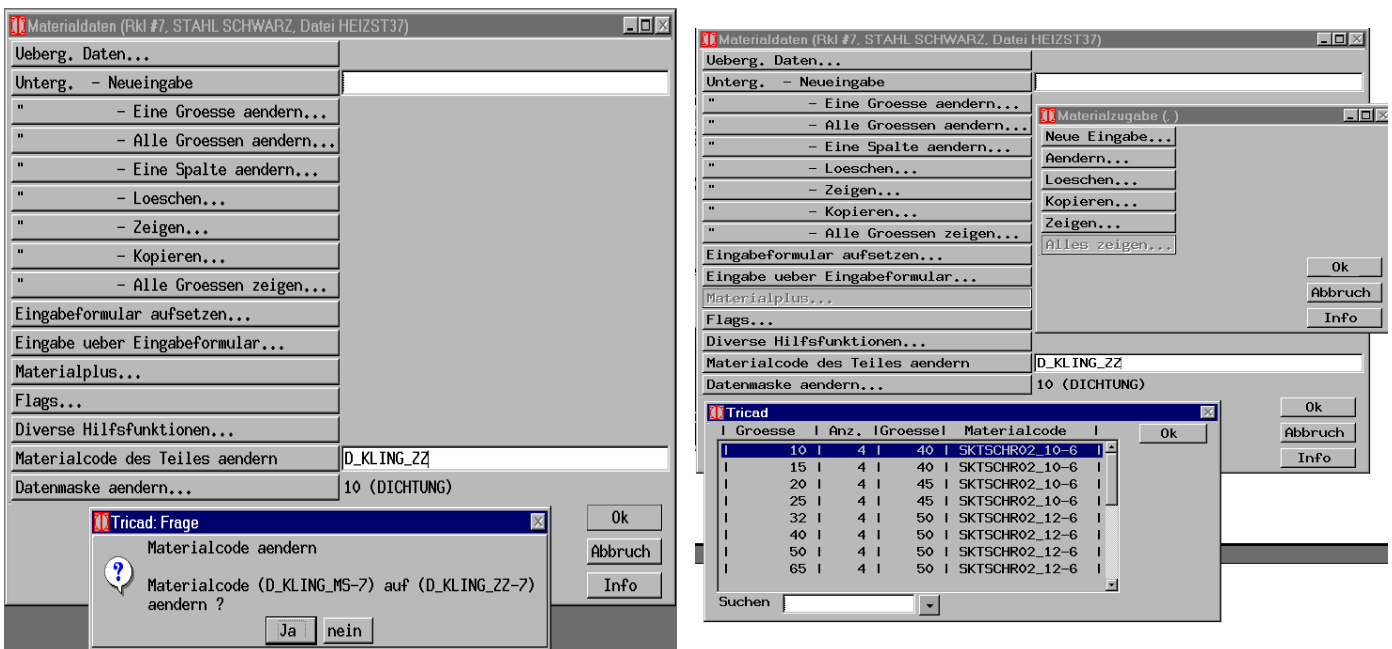 Materialdaten (Rkl #7, STAHL SCHWARZ, Datei HEIZST37)
Ueberg. Daten...
Unterg. - Neueingabe
" - Eine Groesse aendern...
" - Alle Groessen aendern...
" - Eine Spalte aendern...
" - Loeschen...
" - Zeigen...
" - Kopieren...
" - Alle Groessen zeigen...
Eingabeformular aufsetzen...
Eingabe ueber Eingabeformular...
Materialplus...
Flags...
Diverse Hilfsfunktionen...
Materialcode des Teiles aendern D_KLING_ZZ
Datenmaske aendern... 10 (DICHTUNG)
Ok
Abbruch
Info
Tricad: Frage
Materialcode aendern
Materialcode (D_KLING_MS-7) auf (D_KLING_ZZ-7)
aendern ?
Ja nein
Materialdaten (Rkl #7, STAHL SCHWARZ, Datei HEIZST37)
Ueberg. Daten...
Unterg. - Neueingabe
" - Eine Groesse aendern...
" - Alle Groessen aendern...
" - Eine Spalte aendern...
" - Loeschen...
" - Zeigen...
" - Kopieren...
" - Alle Groessen zeigen...
Eingabeformular aufsetzen...
Eingabe ueber Eingabeformular...
Materialplus...
Flags...
Diverse Hilfsfunktionen...
Materialcode des Teiles aendern D_KLING_ZZ
Datenmaske aendern... 10 (DICHTUNG)
Ok
Abbruch
Info
Materialzugabe (. )
Neue Eingabe...
Aendern...
Loeschen...
Kopieren...
Zeigen...
Alles zeigen...
Ok
Abbruch
Info
Tricad
| Groesse | Anz. |Groesse| Materialcode |
| 10 | 4 | 40 | SKTSCHR02_10-6 |
| 15 | 4 | 40 | SKTSCHR02_10-6 |
| 20 | 4 | 45 | SKTSCHR02_10-6 |
| 25 | 4 | 45 | SKTSCHR02_10-6 |
| 32 | 4 | 50 | SKTSCHR02_12-6 |
| 40 | 4 | 50 | SKTSCHR02_12-6 |
| 50 | 4 | 50 | SKTSCHR02_12-6 |
| 65 | 4 | 50 | SKTSCHR02_12-6 |
Ok
Suchen